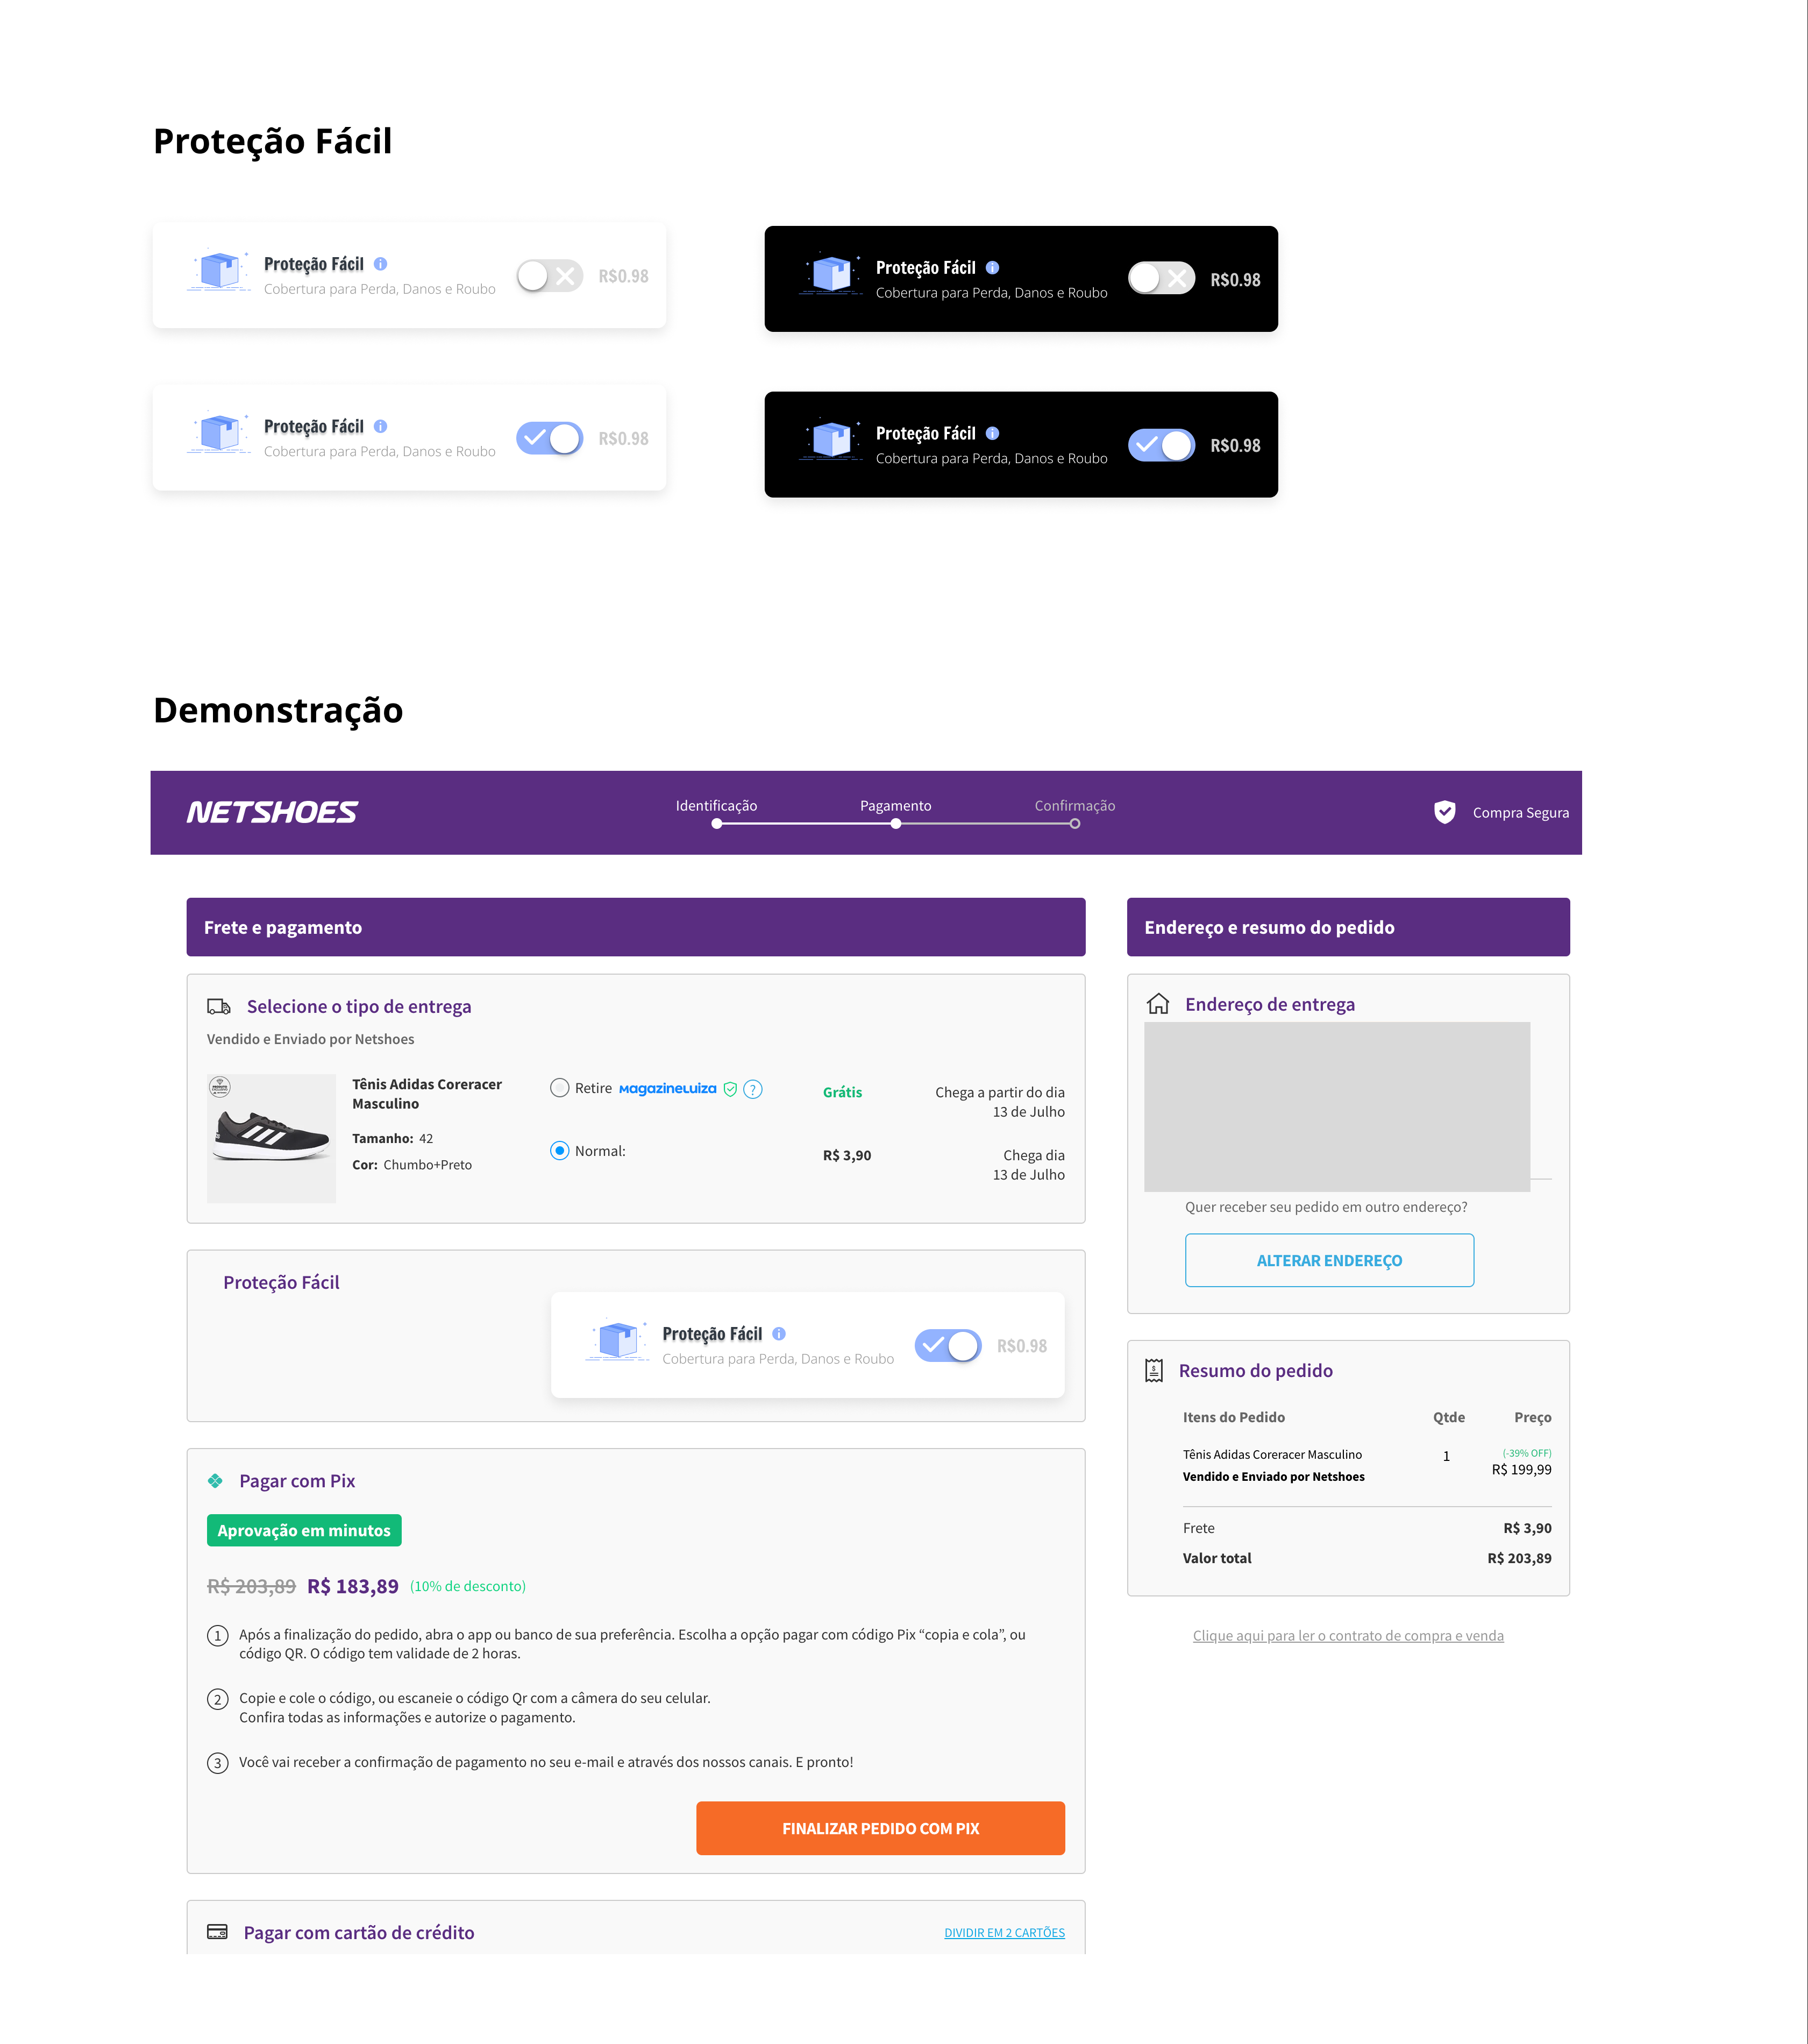 Proteção Fácil
Proteção Fácil
Cobertura para Perda, Danos e Roubo
R$0.98
Proteção Fácil
Cobertura para Perda, Danos e Roubo
R$0.98
Proteção Fácil
Cobertura para Perda, Danos e Roubo
R$0.98
Proteção Fácil
Cobertura para Perda, Danos e Roubo
R$0.98
Demonstração
NETSHOES
Identificação
Pagamento
Confirmação
Compra Segura
Frete e pagamento
Selecione o tipo de entrega
Vendido e Enviado por Netshoes
Tênis Adidas Coreracer
Masculino
Tamanho: 42
Cor: Chumbo+Preto
Retire magazineluiza ?
Grátis
Chega a partir do dia
13 de Julho
Normal:
R$ 3,90
Chega dia
13 de Julho
Proteção Fácil
Proteção Fácil
Cobertura para Perda, Danos e Roubo
R$0.98
Pagar com Pix
Aprovação em minutos
R$ 203,89 R$ 183,89 (10% de desconto)
1 Após a finalização do pedido, abra o app ou banco de sua preferência. Escolha a opção pagar com código Pix “copia e cola”, ou
código QR. O código tem validade de 2 horas.
2 Copie e cole o código, ou escaneie o código Qr com a câmera do seu celular.
Confira todas as informações e autorize o pagamento.
3 Você vai receber a confirmação de pagamento no seu e-mail e através dos nossos canais. E pronto!
FINALIZAR PEDIDO COM PIX
Pagar com cartão de crédito
DIVIDIR EM 2 CARTÕES
Endereço e resumo do pedido
Endereço de entrega
Quer receber seu pedido em outro endereço?
ALTERAR ENDEREÇO
Resumo do pedido
Itens do Pedido Qtde Preço
Tênis Adidas Coreracer Masculino 1 (-39% OFF)
R$ 199,99
Vendido e Enviado por Netshoes
Frete R$ 3,90
Valor total R$ 203,89
Clique aqui para ler o contrato de compra e venda